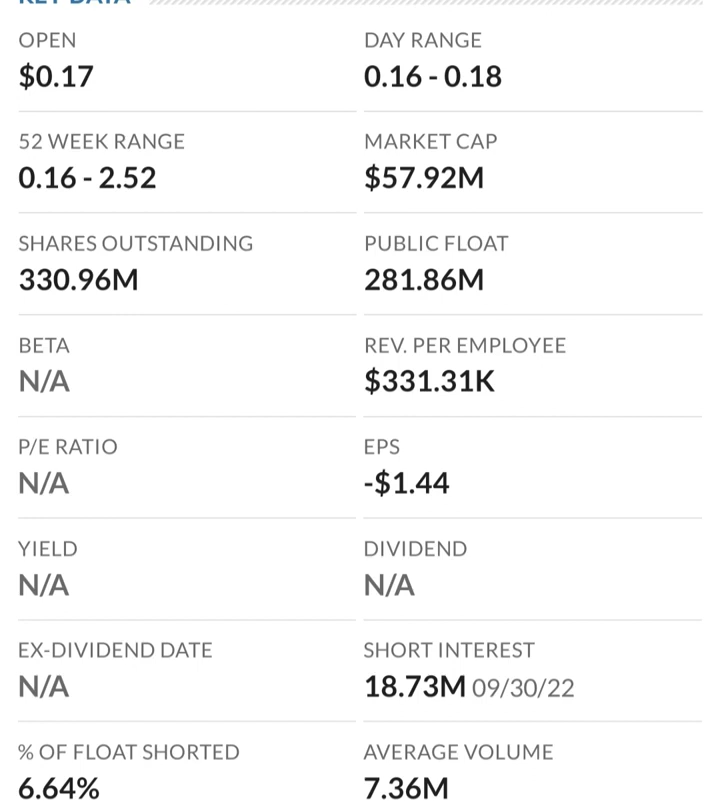 KEY DATA
OPEN
$0.17
DAY RANGE
0.16 - 0.18
52 WEEK RANGE
0.16 - 2.52
MARKET CAP
$57.92M
SHARES OUTSTANDING
330.96M
PUBLIC FLOAT
281.86M
BETA
N/A
REV. PER EMPLOYEE
$331.31K
P/E RATIO
N/A
EPS
-$1.44
YIELD
N/A
DIVIDEND
N/A
EX-DIVIDEND DATE
N/A
SHORT INTEREST
18.73M 09/30/22
% OF FLOAT SHORTED
6.64%
AVERAGE VOLUME
7.36M